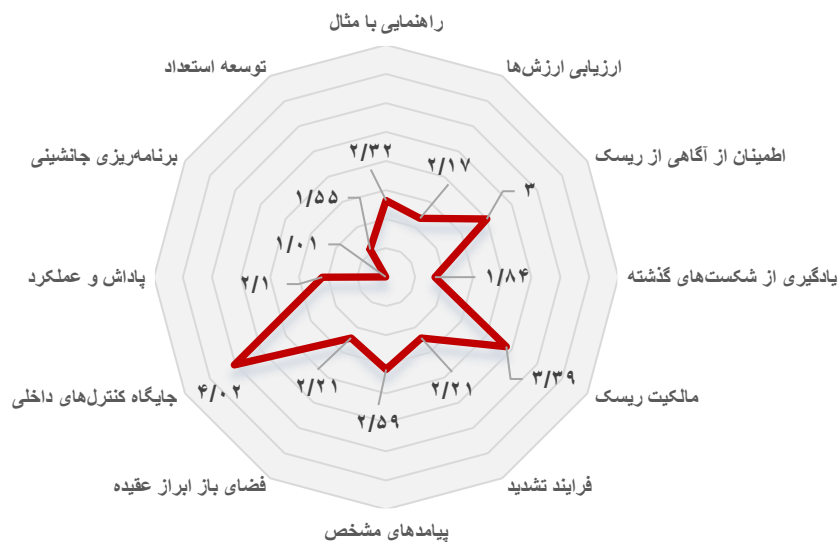 راهنمایی با مثال
ارزیابی ارزش‌ها
توسعه استعداد
اطمینان از آگاهی از ریسک
برنامه‌ریزی جانشینی
۲/۳۲
۲/۱۷
۳
۱/۵۵
۱/۰۱
یادگیری از شکست‌های گذشته
۱/۸۴
۲/۱
پاداش و عملکرد
مالکیت ریسک
۳/۳۹
۲/۲۱
۲/۵۹
۲/۲۱
۴/۰۲
جایگاه کنترل‌های داخلی
فرایند تشدید
فضای باز ابراز عقیده
پیامدهای مشخص